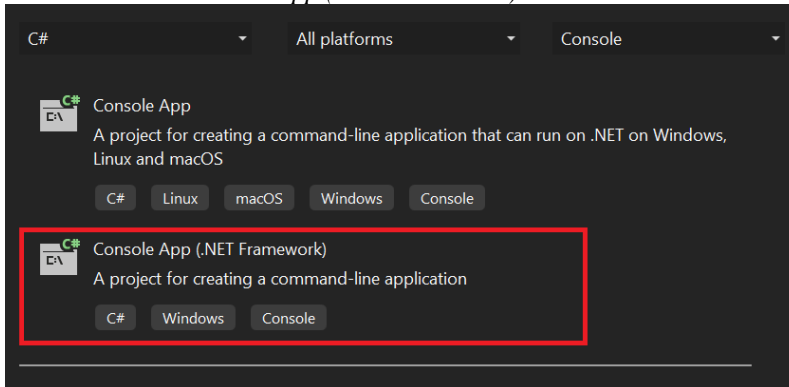 C# All platforms Console
C#
C:\
Console App
A project for creating a command-line application that can run on .NET on Windows,
Linux and macOS
C# Linux macOS Windows Console
C#
C:\
Console App (.NET Framework)
A project for creating a command-line application
C# Windows Console